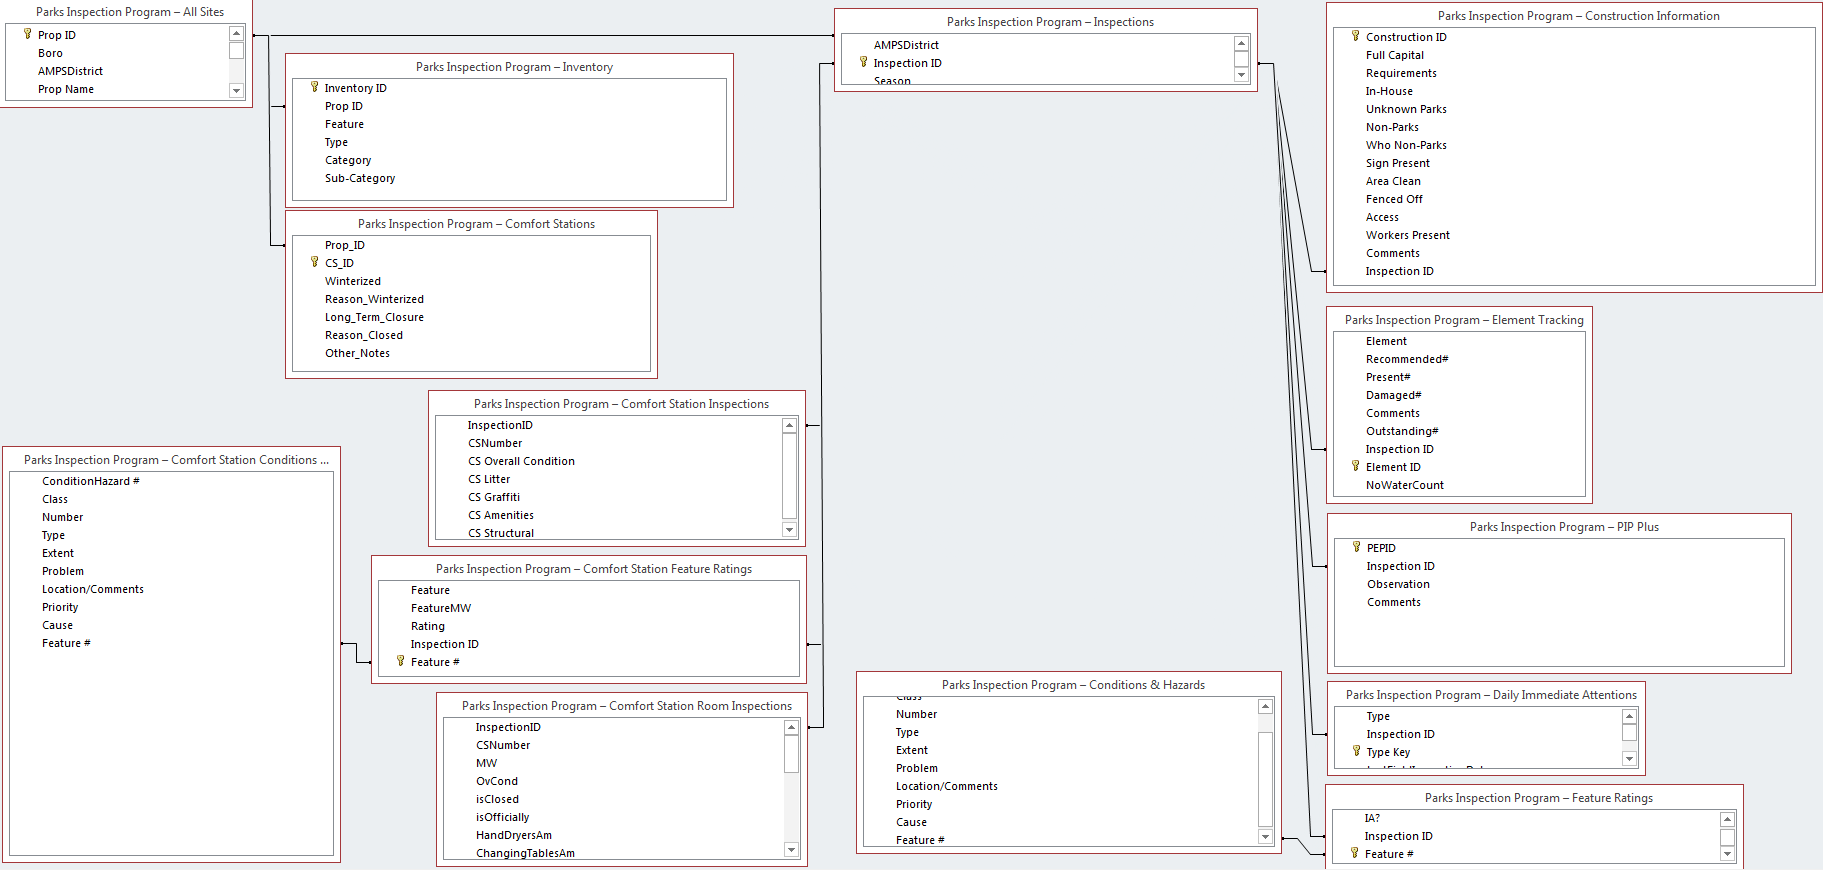 Parks Inspection Program – All Sites
Prop ID
Boro
AMPSDistrict
Prop Name
Parks Inspection Program – Inventory
Inventory ID
Prop ID
Feature
Type
Category
Sub-Category
Parks Inspection Program – Comfort Stations
Prop_ID
CS_ID
Winterized
Reason_Winterized
Long_Term_Closure
Reason_Closed
Other_Notes
Parks Inspection Program – Comfort Station Inspections
InspectionID
CSNumber
CS Overall Condition
CS Litter
CS Graffiti
CS Amenities
CS Structural
Parks Inspection Program – Comfort Station Conditions ...
ConditionHazard #
Class
Number
Type
Extent
Problem
Location/Comments
Priority
Cause
Feature #
Parks Inspection Program – Comfort Station Feature Ratings
Feature
FeatureMW
Rating
Inspection ID
Feature #
Parks Inspection Program – Comfort Station Room Inspections
InspectionID
CSNumber
MW
OvCond
isClosed
isOfficially
HandDryersAm
ChangingTablesAm
Parks Inspection Program – Inspections
AMPSDistrict
Inspection ID
Season
Parks Inspection Program – Conditions & Hazards
Class
Number
Type
Extent
Problem
Location/Comments
Priority
Cause
Feature #
Parks Inspection Program – Construction Information
Construction ID
Full Capital
Requirements
In-House
Unknown Parks
Non-Parks
Who Non-Parks
Sign Present
Area Clean
Fenced Off
Access
Workers Present
Comments
Inspection ID
Parks Inspection Program – Element Tracking
Element
Recommended#
Present#
Damaged#
Comments
Outstanding#
Inspection ID
Element ID
NoWaterCount
Parks Inspection Program – PIP Plus
PEPID
Inspection ID
Observation
Comments
Parks Inspection Program – Daily Immediate Attentions
Type
Inspection ID
Type Key
Parks Inspection Program – Feature Ratings
IA?
Inspection ID
Feature #